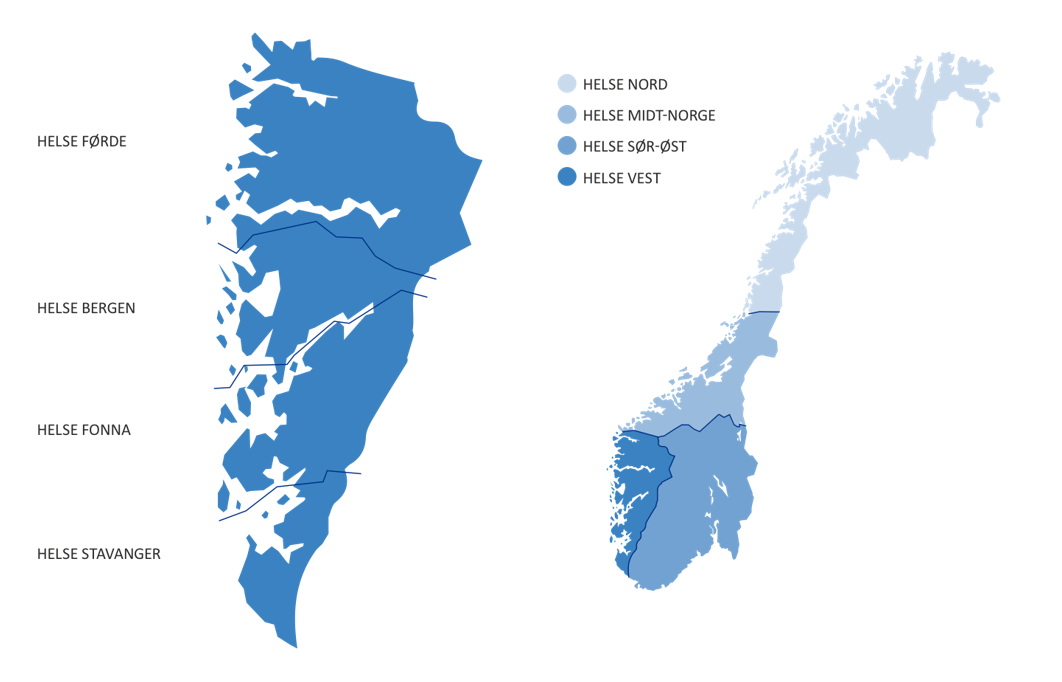 HELSE FØRDE
HELSE BERGEN
HELSE FONNA
HELSE STAVANGER
HELSE NORD
HELSE MIDT-NORGE
HELSE SØR-ØST
HELSE VEST